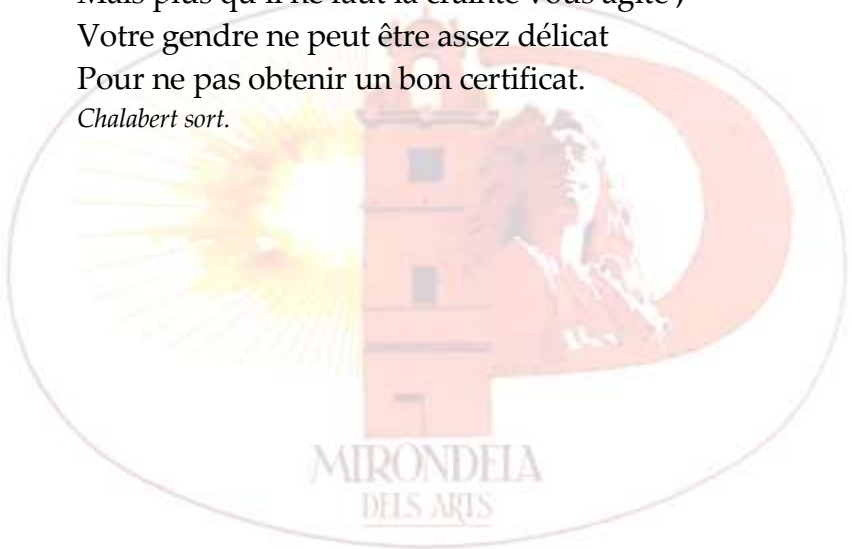 Mais plus qu'il ne faut la crainte vous agite ;
Votre gendre ne peut être assez délicat
Pour ne pas obtenir un bon certificat.
Chalabert sort.
MIRONDELA
DELS ARTS